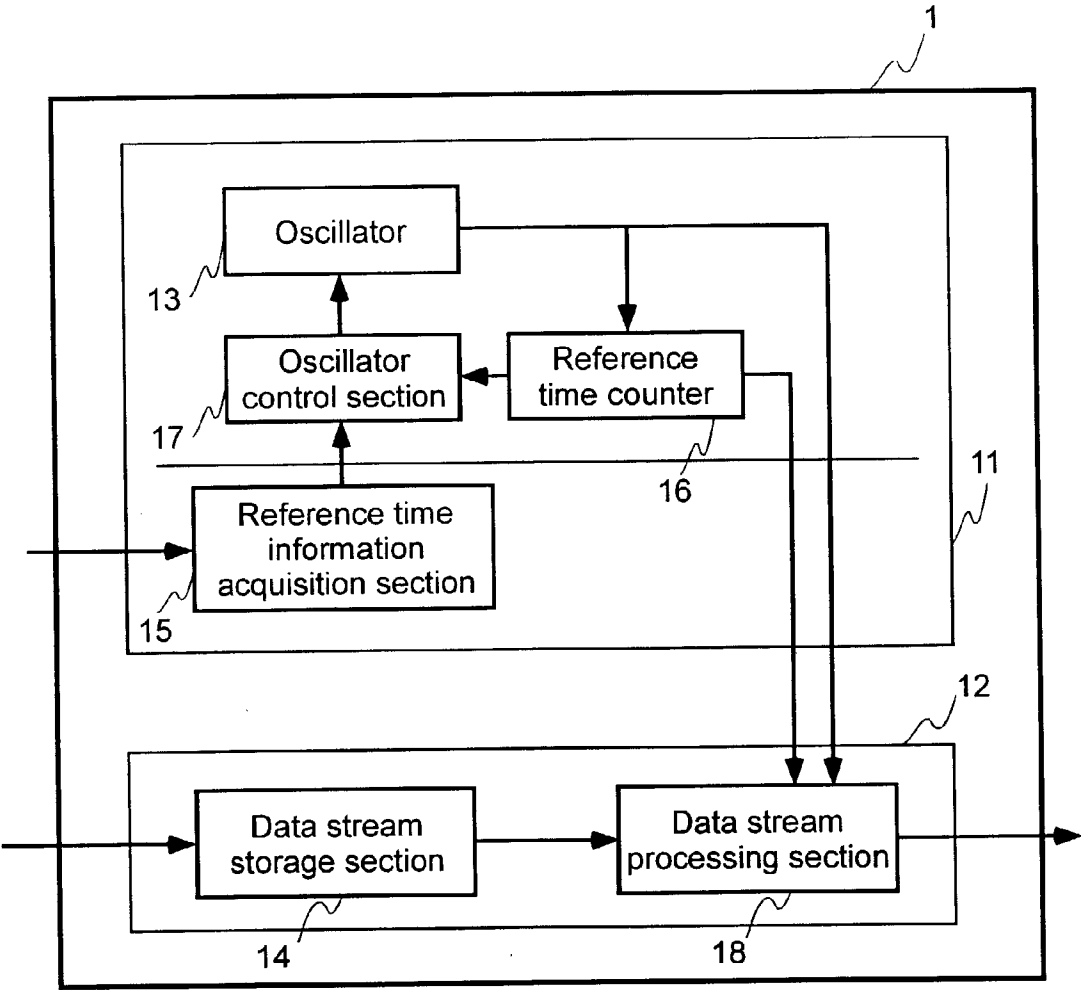 1
Oscillator
13
Oscillator
control section
17
Reference
time counter
16
11
Reference time
information
acquisition section
15
12
Data stream
storage section
14
Data stream
processing section
18